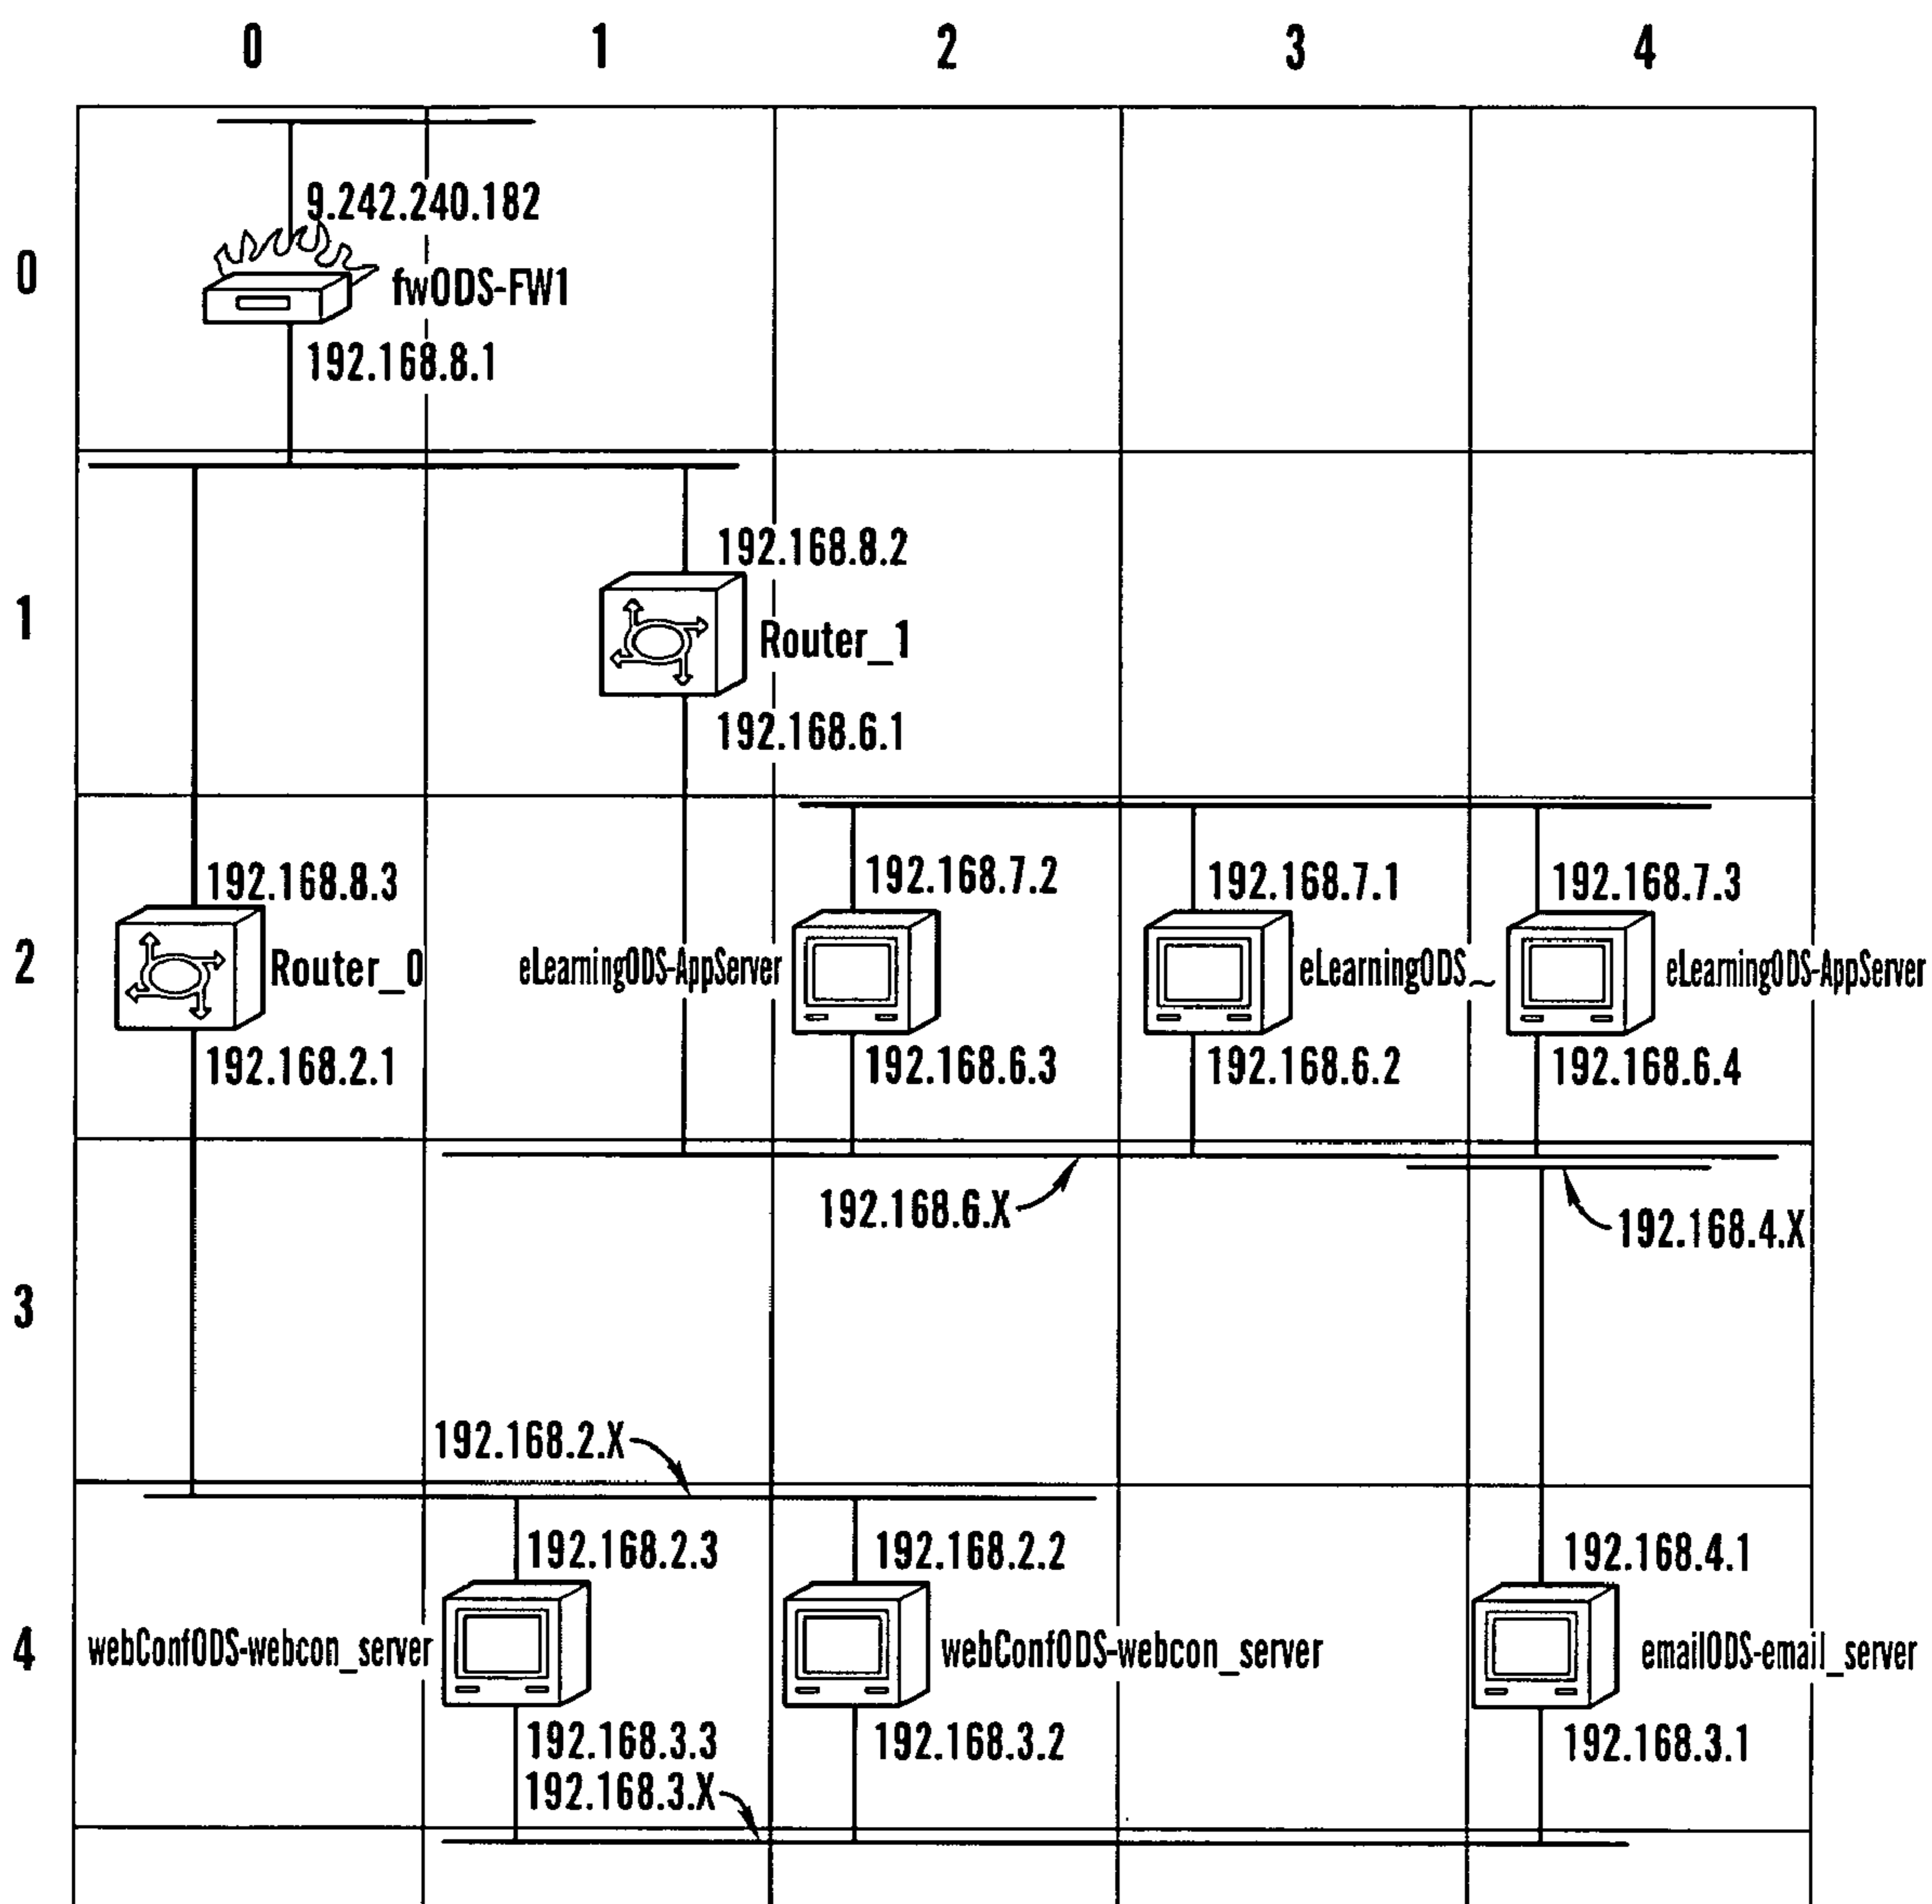 0 1 2 3 4
9.242.240.182
0
fwODS-FW1
192.168.8.1
192.168.8.2
1
Router_1
192.168.6.1
192.168.8.3
192.168.7.2
192.168.7.1
192.168.7.3
2
Router_0
eLearningODS-AppServer
eLearningODS~
eLearningODS-AppServer
192.168.2.1
192.168.6.3
192.168.6.2
192.168.6.4
192.168.6.X
192.168.4.X
3
192.168.2.X
192.168.2.3
192.168.2.2
192.168.4.1
4
webConfODS-webcon_server
webConfODS-webcon_server
emailODS-email_server
192.168.3.3
192.168.3.2
192.168.3.1
192.168.3.X